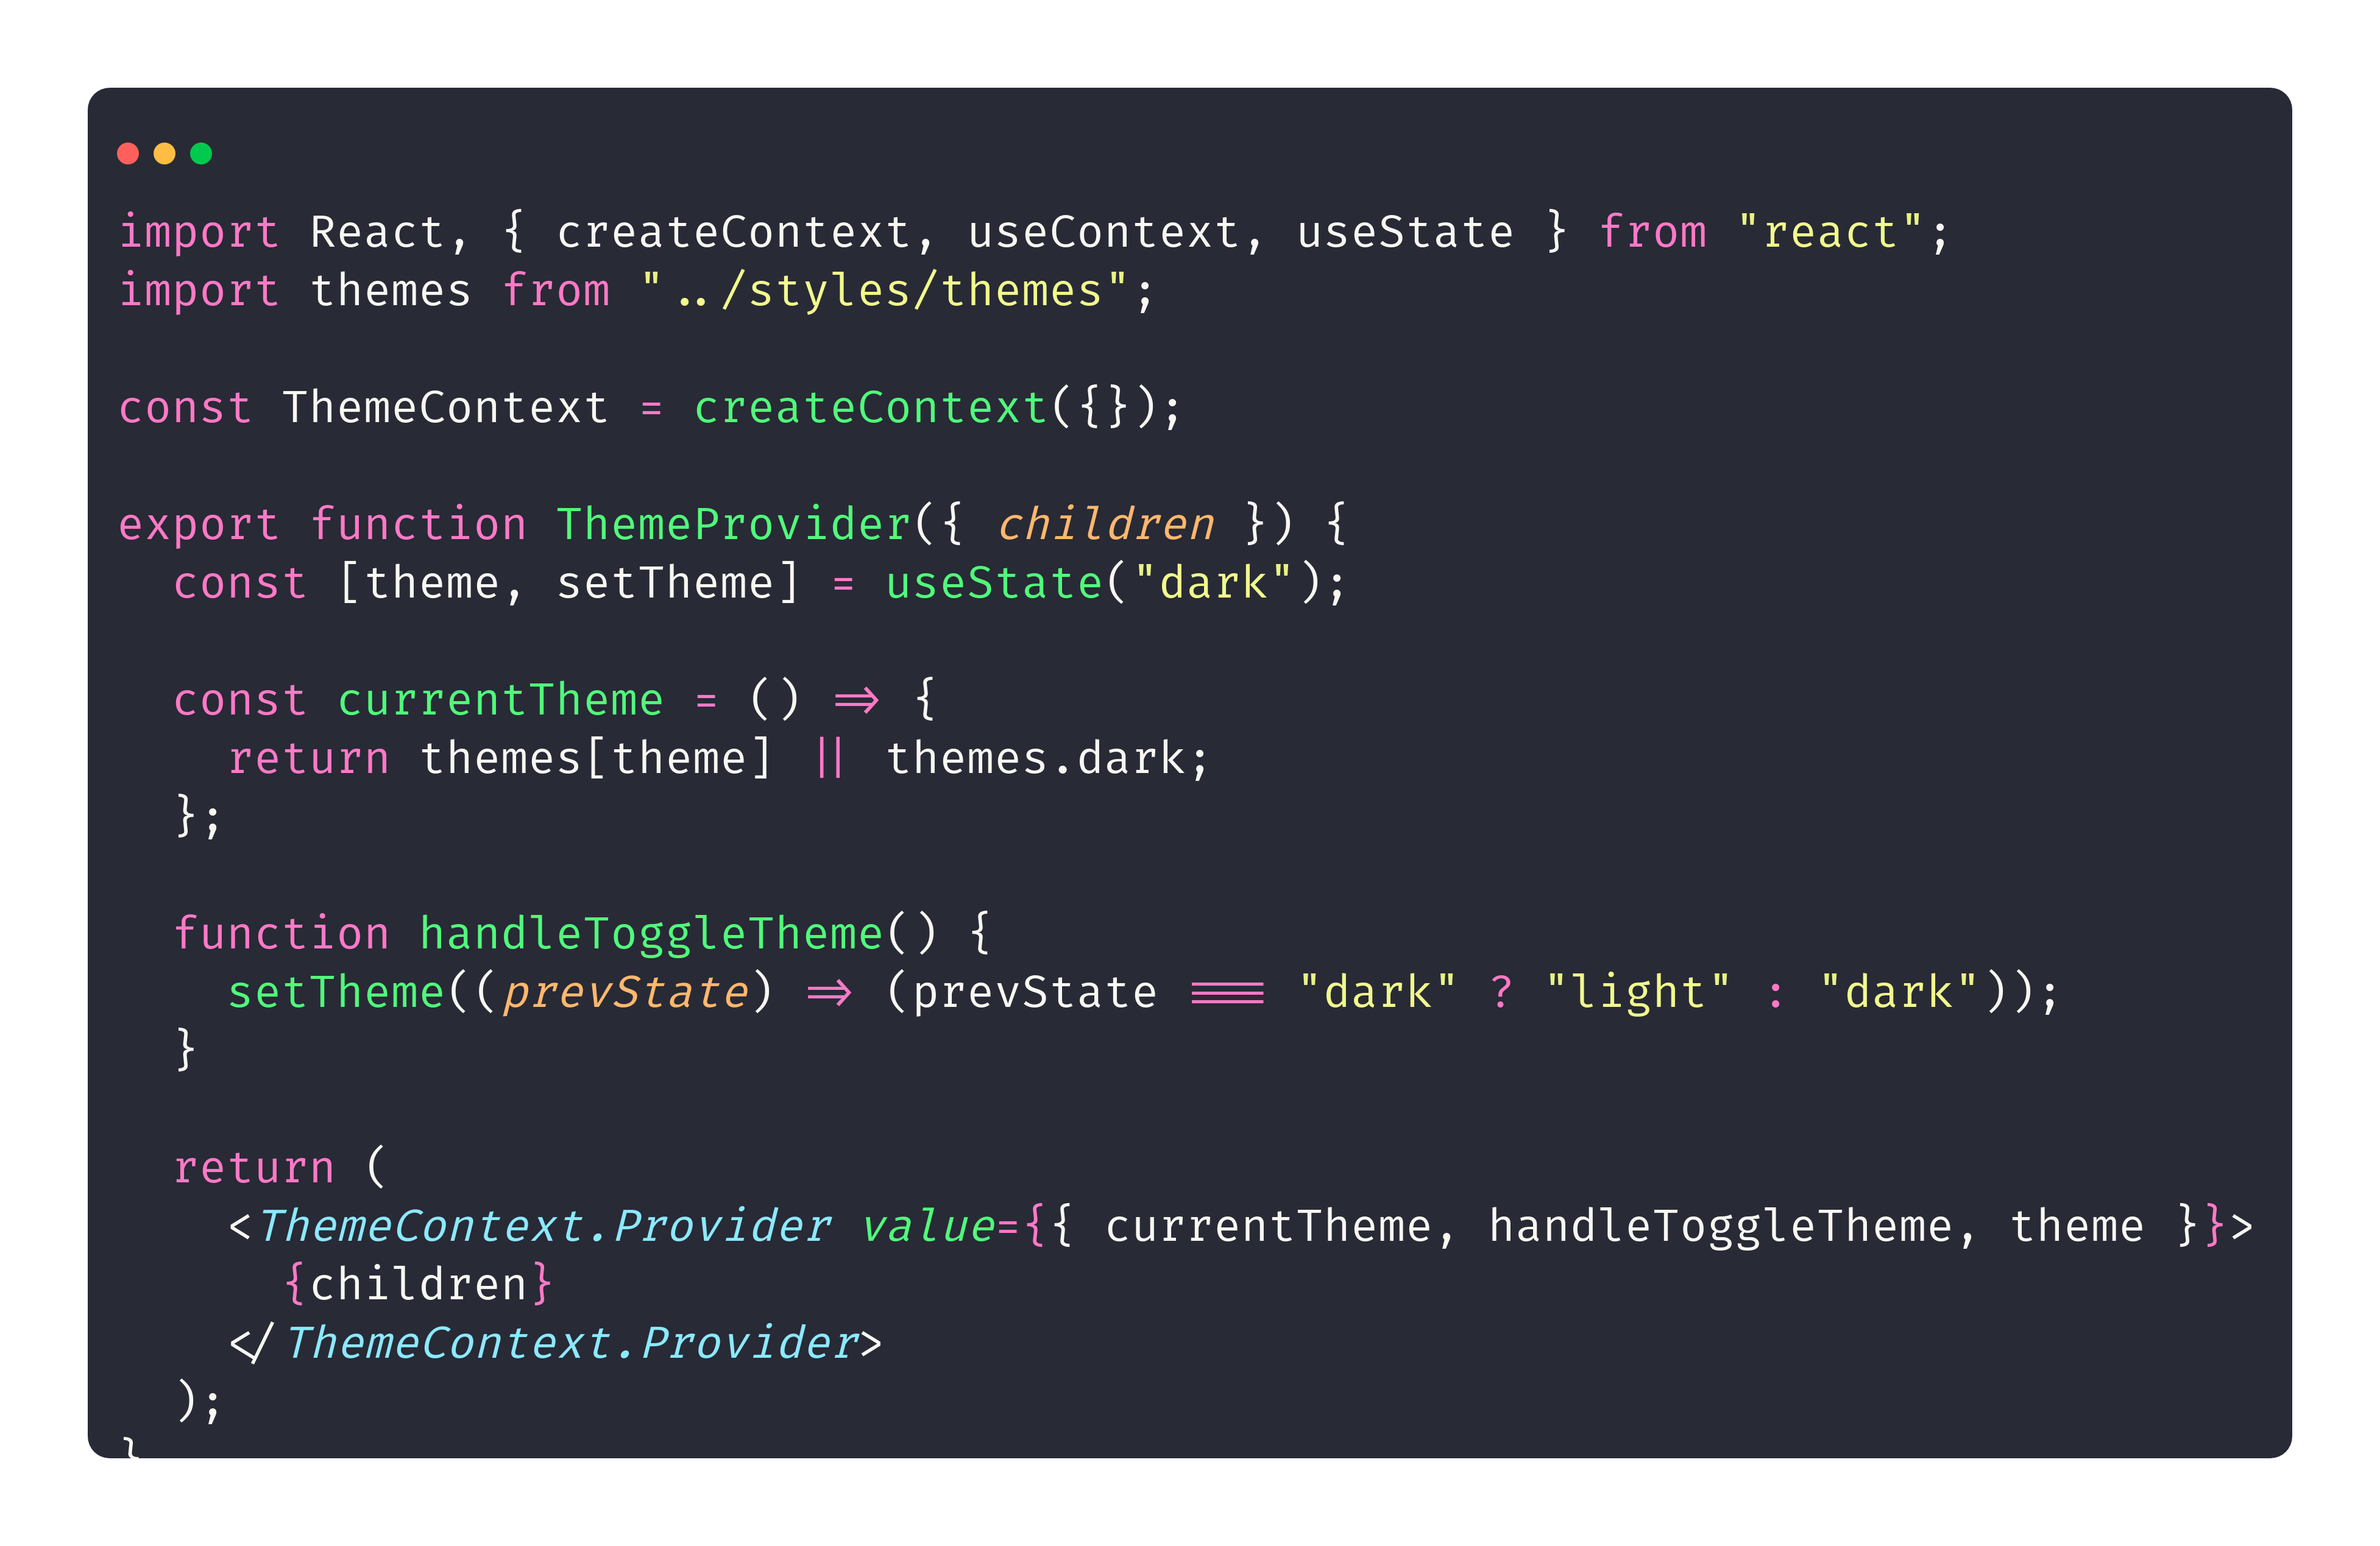 import React, { createContext, useContext, useState } from "react";
import themes from "../styles/themes";

const ThemeContext = createContext({});

export function ThemeProvider({ children }) {
  const [theme, setTheme] = useState("dark");

  const currentTheme = () => {
    return themes[theme] || themes.dark;
  };

  function handleToggleTheme() {
    setTheme((prevState) => (prevState === "dark" ? "light" : "dark"));
  }

  return (
    <ThemeContext.Provider value={{ currentTheme, handleToggleTheme, theme }}>
      {children}
    </ThemeContext.Provider>
  );
}